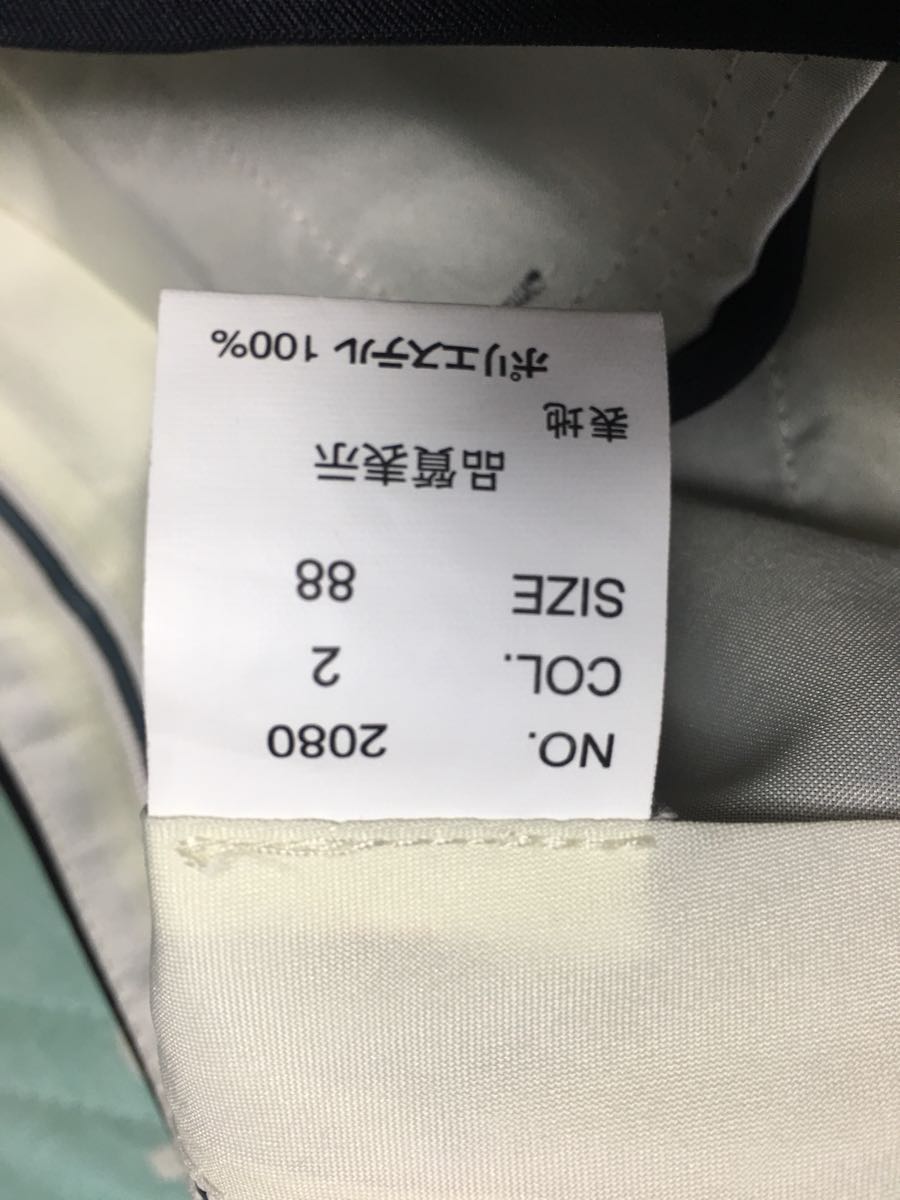 NO. 2080
COL. 2
SIZE 88
品質表示
表地
ポリエステル 100%